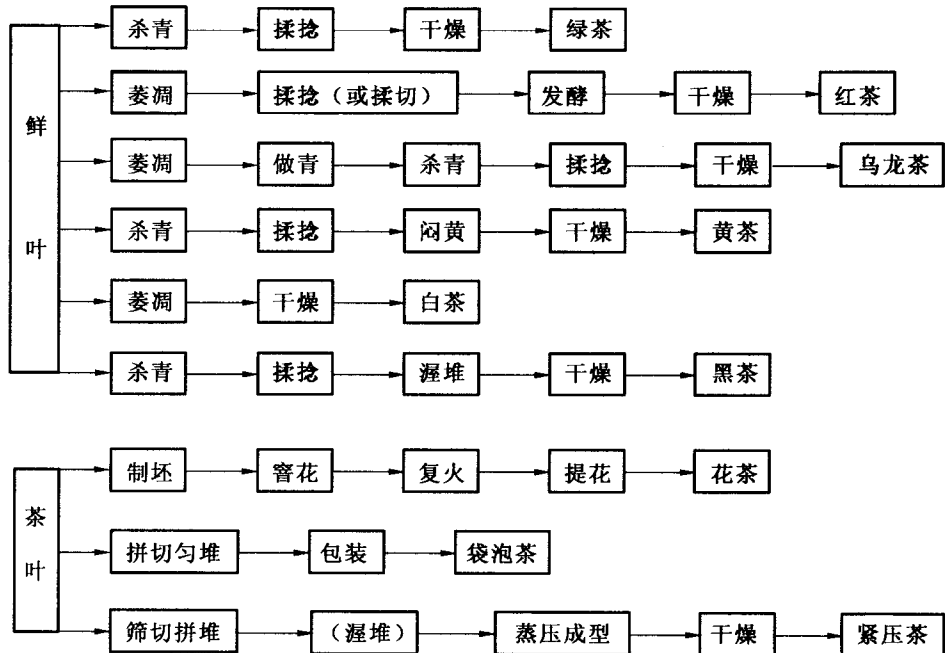 鲜叶
杀青 揉捻 干燥 绿茶
萎凋 揉捻（或揉切） 发酵 干燥 红茶
萎凋 做青 杀青 揉捻 干燥 乌龙茶
杀青 揉捻 闷黄 干燥 黄茶
萎凋 干燥 白茶
杀青 揉捻 渥堆 干燥 黑茶
茶叶
制坯 窨花 复火 提花 花茶
拼切匀堆 包装 袋泡茶
筛切拼堆 （渥堆） 蒸压成型 干燥 紧压茶